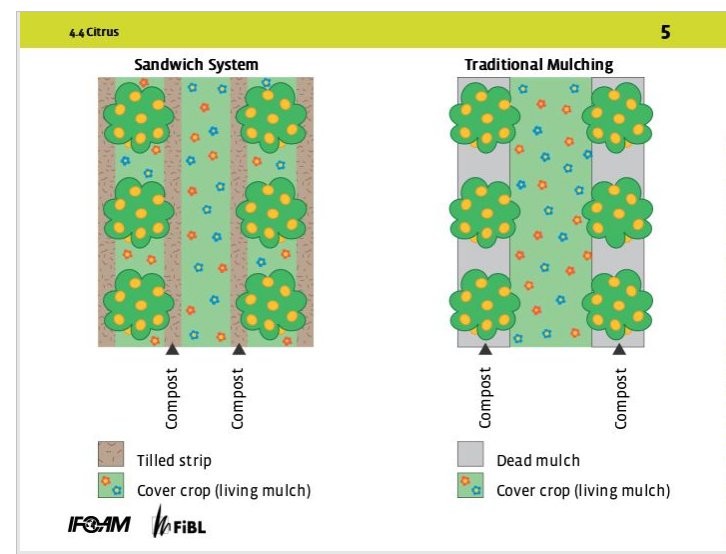 4.4 Citrus
5
Sandwich System
Traditional Mulching
Compost
Compost
Compost
Compost
Tilled strip
Cover crop (living mulch)
Dead mulch
Cover crop (living mulch)
IFOAM
FiBL